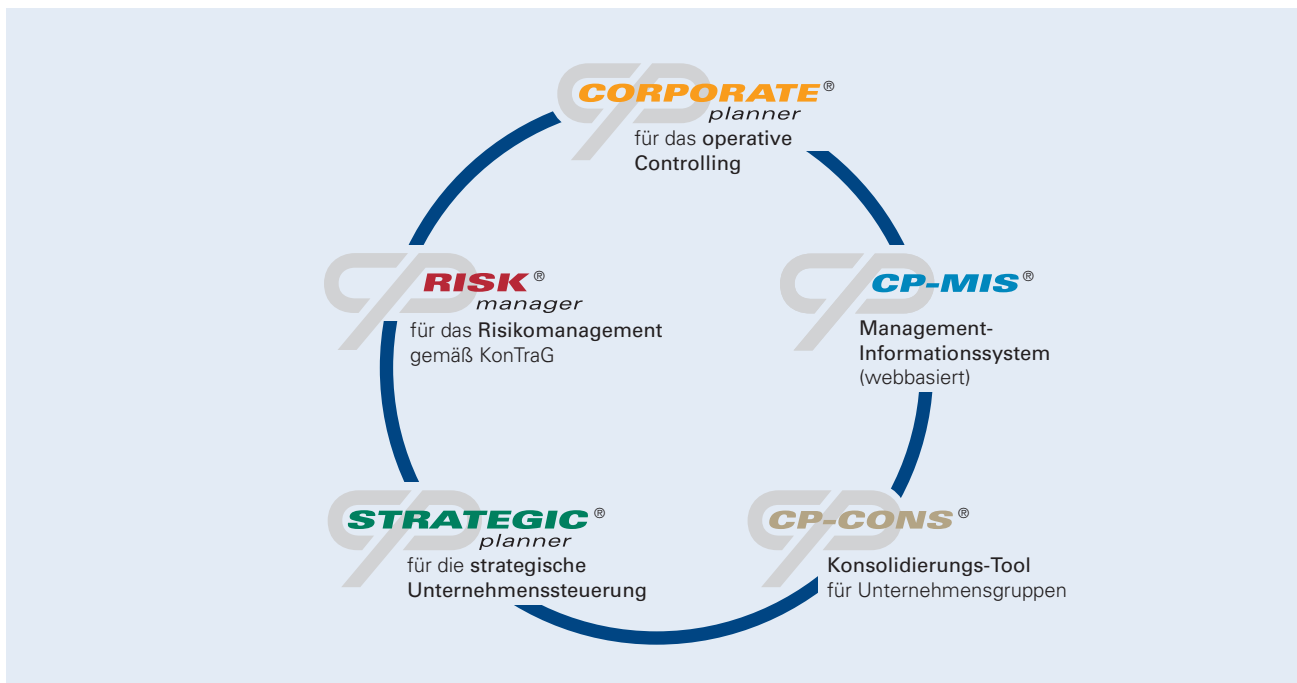 CORPORATE®
planner
für das operative
Controlling
RISK®
manager
für das Risikomanagement
gemäß KonTraG
CP-MIS®
Management-
Informationssystem
(webbasiert)
STRATEGIC®
planner
für die strategische
Unternehmenssteuerung
CP-CONS®
Konsolidierungs-Tool
für Unternehmensgruppen